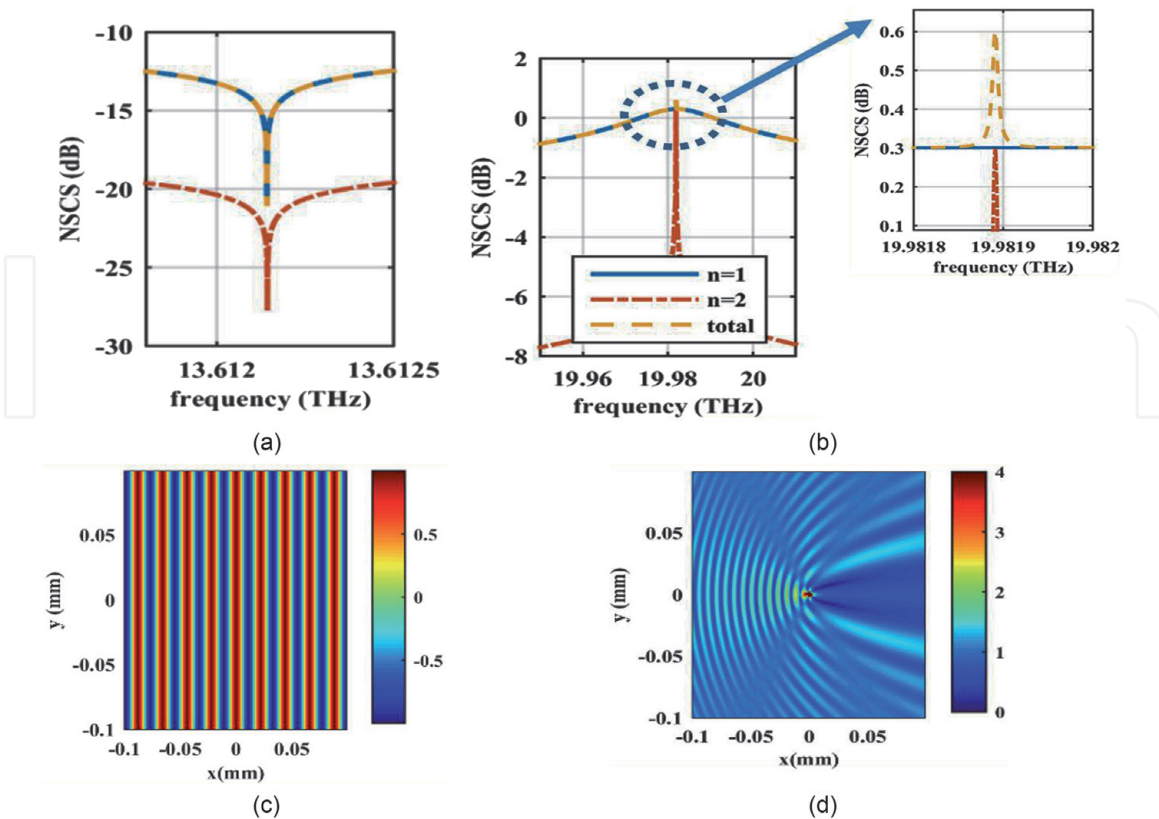 -10
-15
-20
-25
-30
NSCS (dB)
13.612
13.6125
frequency (THz)
(a)
2
0
-2
-4
-6
-8
NSCS (dB)
n=1
n=2
total
19.96
19.98
20
frequency (THz)
(b)
0.6
0.5
0.4
0.3
0.2
0.1
NSCS (dB)
19.9818
19.9819
19.982
frequency (THz)
0.05
0
-0.05
-0.1
y (mm)
-0.1
-0.05
0
0.05
x(mm)
0.5
0
-0.5
(c)
0.05
0
-0.05
-0.1
y (mm)
-0.1
-0.05
0
0.05
x(mm)
4
3
2
1
0
(d)